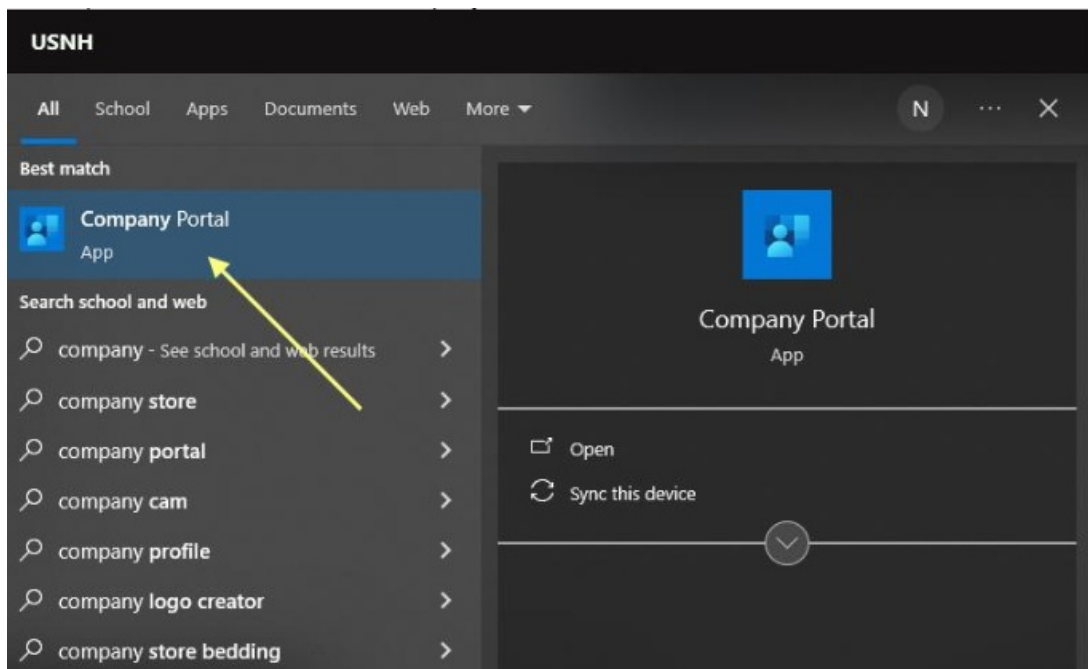 USNH
All School Apps Documents Web More N ...
Best match
Company Portal
App
Search school and web
company - See school and web results
company store
company portal
company cam
company profile
company logo creator
company store bedding
Company Portal
App
Open
Sync this device